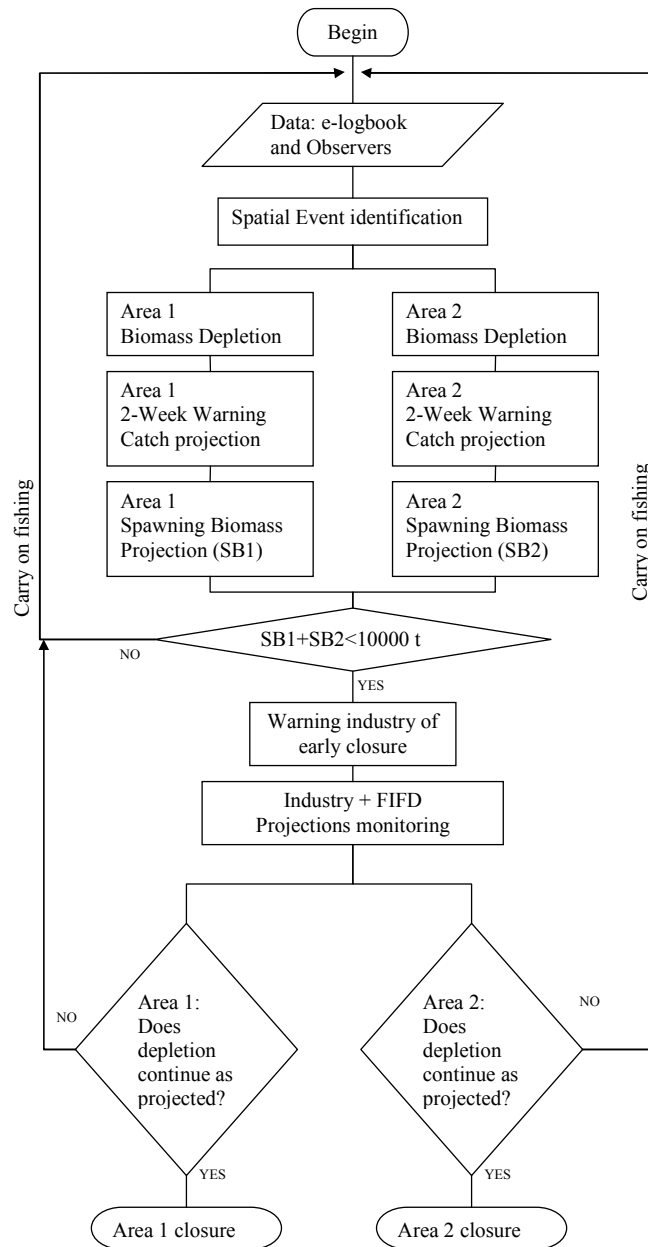 Begin
Data: e-logbook
and Observers
Spatial Event identification
Area 1
Biomass Depletion
Area 2
Biomass Depletion
Area 1
2-Week Warning
Catch projection
Area 2
2-Week Warning
Catch projection
Area 1
Spawning Biomass
Projection (SB1)
Area 2
Spawning Biomass
Projection (SB2)
Carry on fishing
Carry on fishing
SB1+SB2<10000 t
NO
YES
Warning industry of
early closure
Industry + FIFD
Projections monitoring
Area 1:
Does
depletion
continue as
projected?
NO
Area 2:
Does
depletion
continue as
projected?
NO
YES
YES
Area 1 closure
Area 2 closure